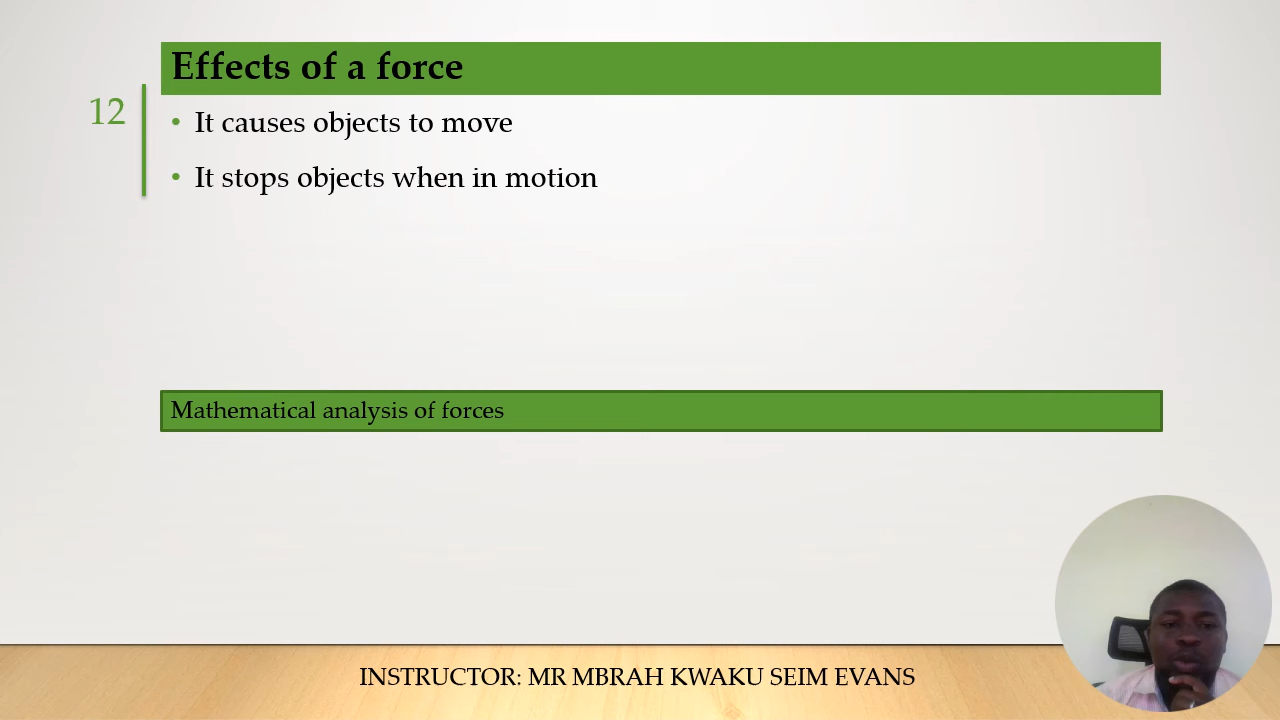 Effects of a force
12
• It causes objects to move
• It stops objects when in motion
Mathematical analysis of forces
INSTRUCTOR: MR MBRAH KWAKU SEIM EVANS